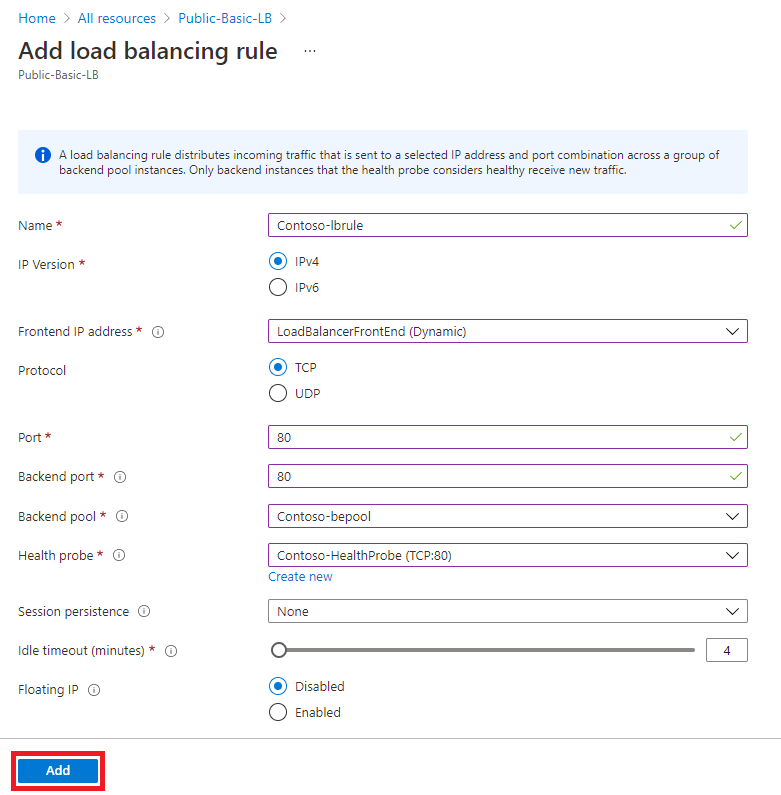 Home > All resources > Public-Basic-LB >
Add load balancing rule ...
Public-Basic-LB
A load balancing rule distributes incoming traffic that is sent to a selected IP address and port combination across a group of
backend pool instances. Only backend instances that the health probe considers healthy receive new traffic.
Name * Contoso-lbrule
IP Version * IPv4
IPv6
Frontend IP address * LoadBalancerFrontEnd (Dynamic)
Protocol TCP
UDP
Port * 80
Backend port * 80
Backend pool * Contoso-bepool
Health probe * Contoso-HealthProbe (TCP:80)
Create new
Session persistence None
Idle timeout (minutes) * 4
Floating IP Disabled
Enabled
Add